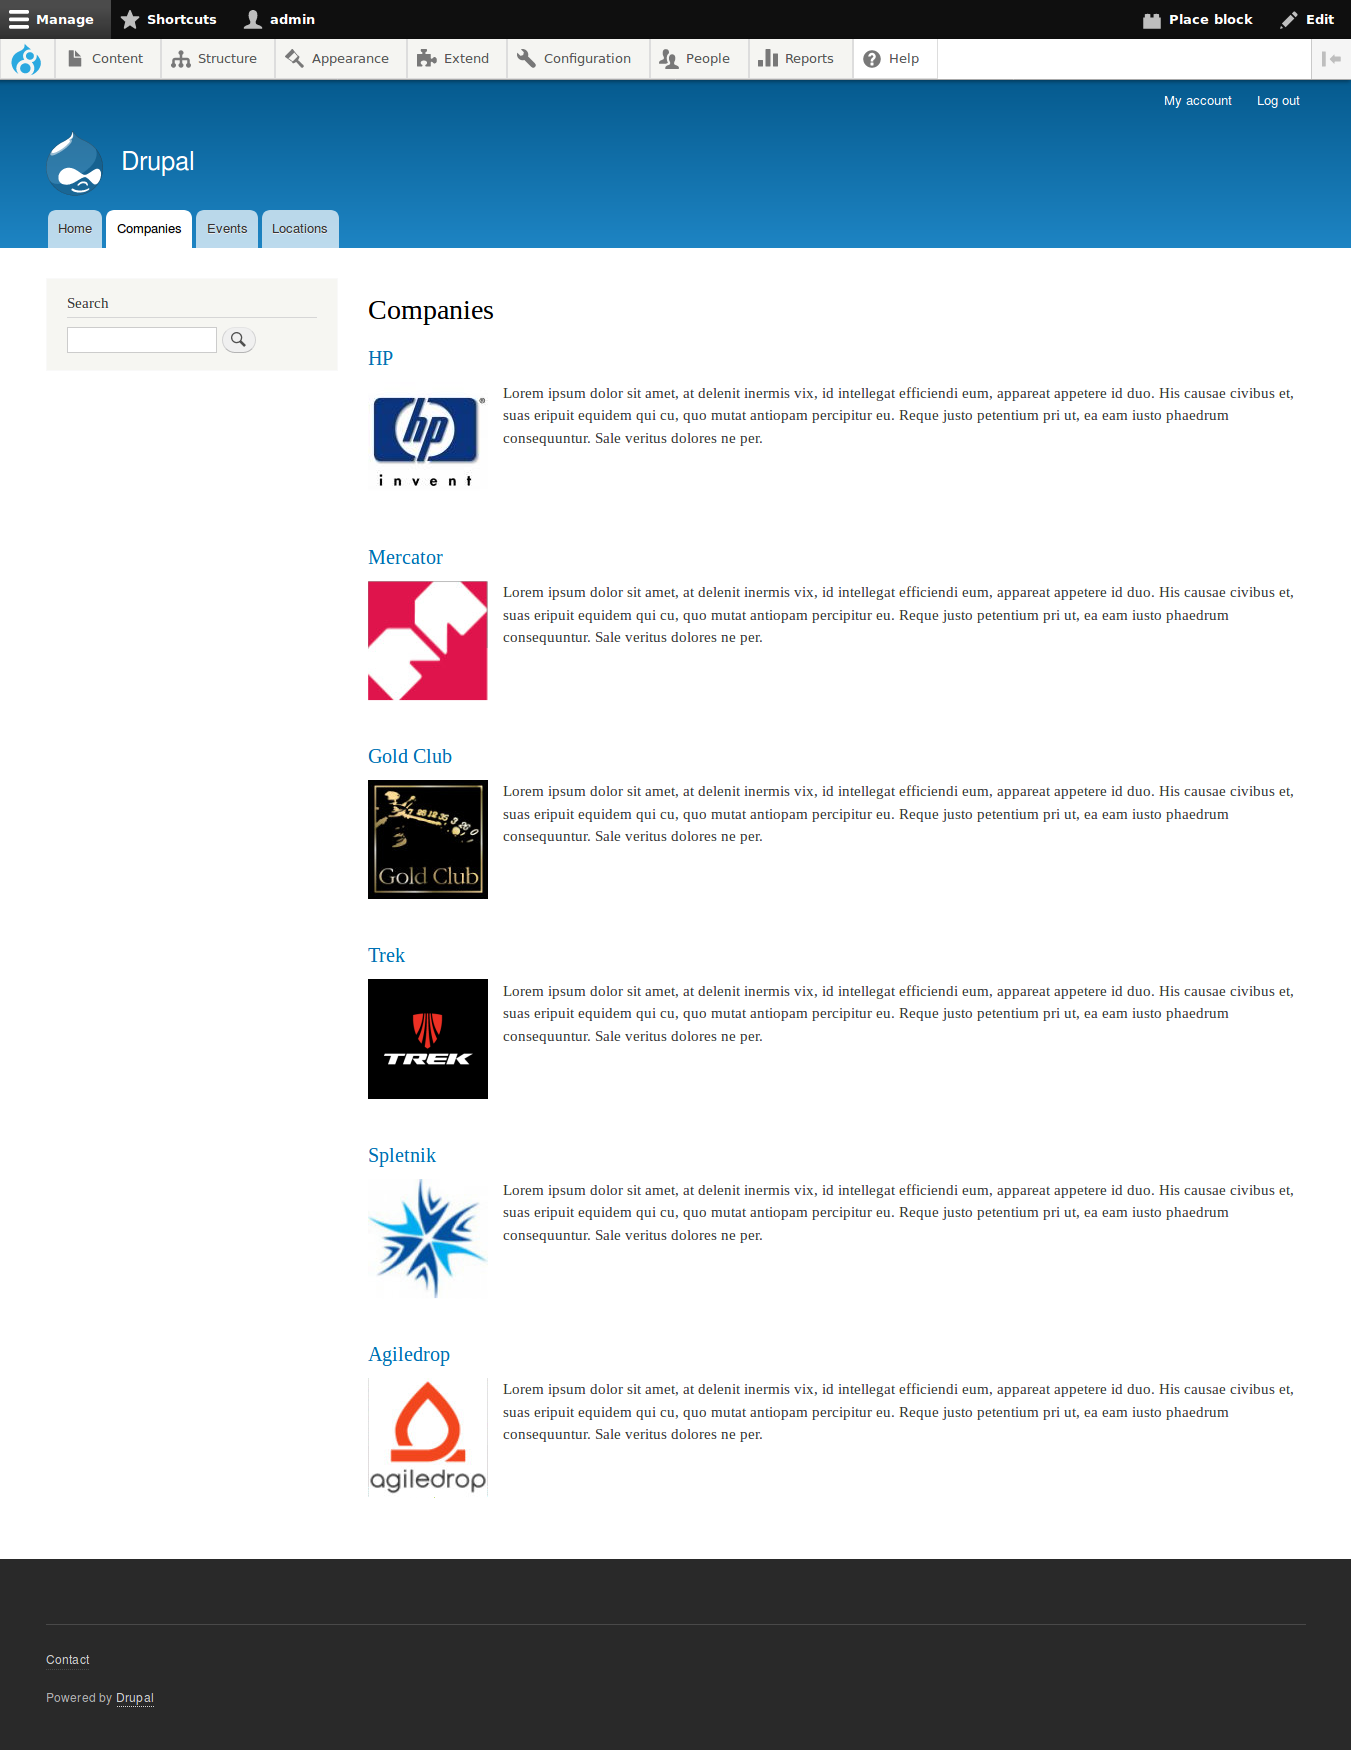 Manage Shortcuts admin Place block Edit
Content Structure Appearance Extend Configuration People Reports Help
My account Log out
Drupal
Home Companies Events Locations
Search
Companies
HP
hp
®
invent
Lorem ipsum dolor sit amet, at delenit inermis vix, id intellegat efficiendi eum, appareat appetere id duo. His causae civibus et,
suas eripuit equidem qui cu, quo mutat antiopam percipitur eu. Reque justo petentium pri ut, ea eam iusto phaedrum
consequuntur. Sale veritus dolores ne per.
Mercator
Lorem ipsum dolor sit amet, at delenit inermis vix, id intellegat efficiendi eum, appareat appetere id duo. His causae civibus et,
suas eripuit equidem qui cu, quo mutat antiopam percipitur eu. Reque justo petentium pri ut, ea eam iusto phaedrum
consequuntur. Sale veritus dolores ne per.
Gold Club
7 28 12 35 3 26 0
Gold Club
Lorem ipsum dolor sit amet, at delenit inermis vix, id intellegat efficiendi eum, appareat appetere id duo. His causae civibus et,
suas eripuit equidem qui cu, quo mutat antiopam percipitur eu. Reque justo petentium pri ut, ea eam iusto phaedrum
consequuntur. Sale veritus dolores ne per.
Trek
TREK
Lorem ipsum dolor sit amet, at delenit inermis vix, id intellegat efficiendi eum, appareat appetere id duo. His causae civibus et,
suas eripuit equidem qui cu, quo mutat antiopam percipitur eu. Reque justo petentium pri ut, ea eam iusto phaedrum
consequuntur. Sale veritus dolores ne per.
Spletnik
Lorem ipsum dolor sit amet, at delenit inermis vix, id intellegat efficiendi eum, appareat appetere id duo. His causae civibus et,
suas eripuit equidem qui cu, quo mutat antiopam percipitur eu. Reque justo petentium pri ut, ea eam iusto phaedrum
consequuntur. Sale veritus dolores ne per.
Agiledrop
agiledrop
Lorem ipsum dolor sit amet, at delenit inermis vix, id intellegat efficiendi eum, appareat appetere id duo. His causae civibus et,
suas eripuit equidem qui cu, quo mutat antiopam percipitur eu. Reque justo petentium pri ut, ea eam iusto phaedrum
consequuntur. Sale veritus dolores ne per.
Contact
Powered by Drupal